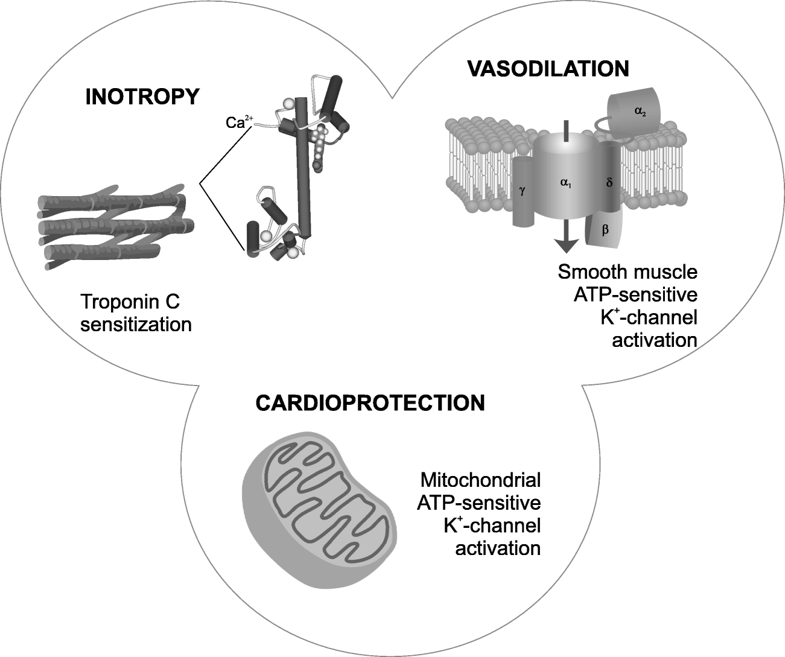 INOTROPY
Ca²⁺
Troponin C
sensitization
VASODILATION
α₂
γ
α₁
δ
β
Smooth muscle
ATP-sensitive
K⁺-channel
activation
CARDIOPROTECTION
Mitochondrial
ATP-sensitive
K⁺-channel
activation